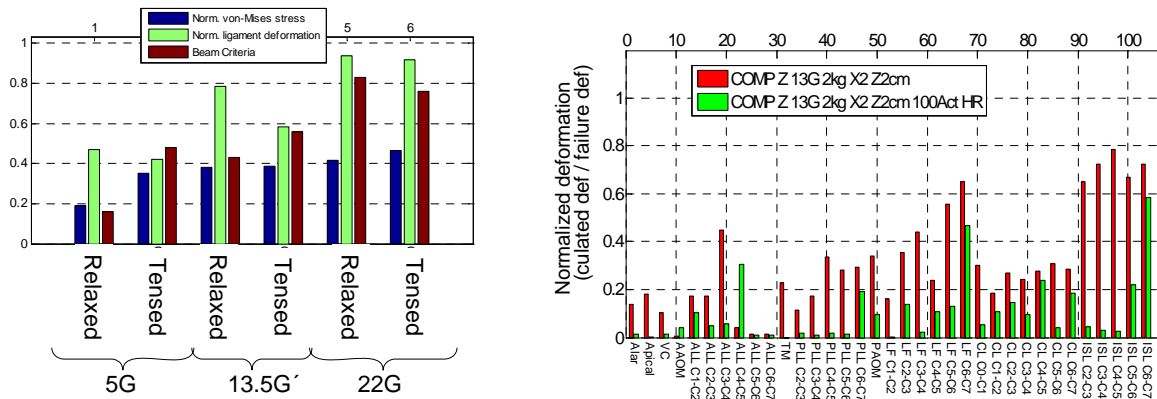 Norm. von-Mises stress
Norm. ligament deformation
Beam Criteria
1 5 6
1
0.8
0.6
0.4
0.2
0
Relaxed
Tensed
Relaxed
Tensed
Relaxed
Tensed
5G 13.5G´ 22G
0 10 20 30 40 50 60 70 80 90 100
COMP Z 13G 2kg X2 Z2cm
COMP Z 13G 2kg X2 Z2cm 100Act HR
Normalized deformation
(culated def / failure def)
1
0.8
0.6
0.4
0.2
0
Alar
Apical
VC
AAOM
ALL C1-C2
ALL C2-C3
ALL C3-C4
ALL C4-C5
ALL C5-C6
ALL C6-C7
TM
PLL C2-C3
PLL C3-C4
PLL C4-C5
PLL C5-C6
PLL C6-C7
PAOM
LF C1-C2
LF C2-C3
LF C3-C4
LF C4-C5
LF C5-C6
LF C6-C7
CL C0-C1
CL C1-C2
CL C2-C3
CL C3-C4
CL C4-C5
CL C5-C6
CL C6-C7
ISL C2-C3
ISL C3-C4
ISL C4-C5
ISL C5-C6
ISL C6-C7